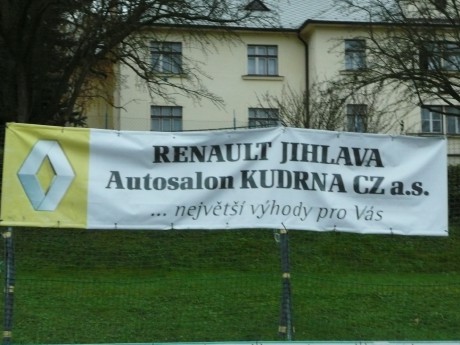 RENAULT JIHLAVA
Autosalon KUDRNA CZ a.s.
... největší výhody pro Vás